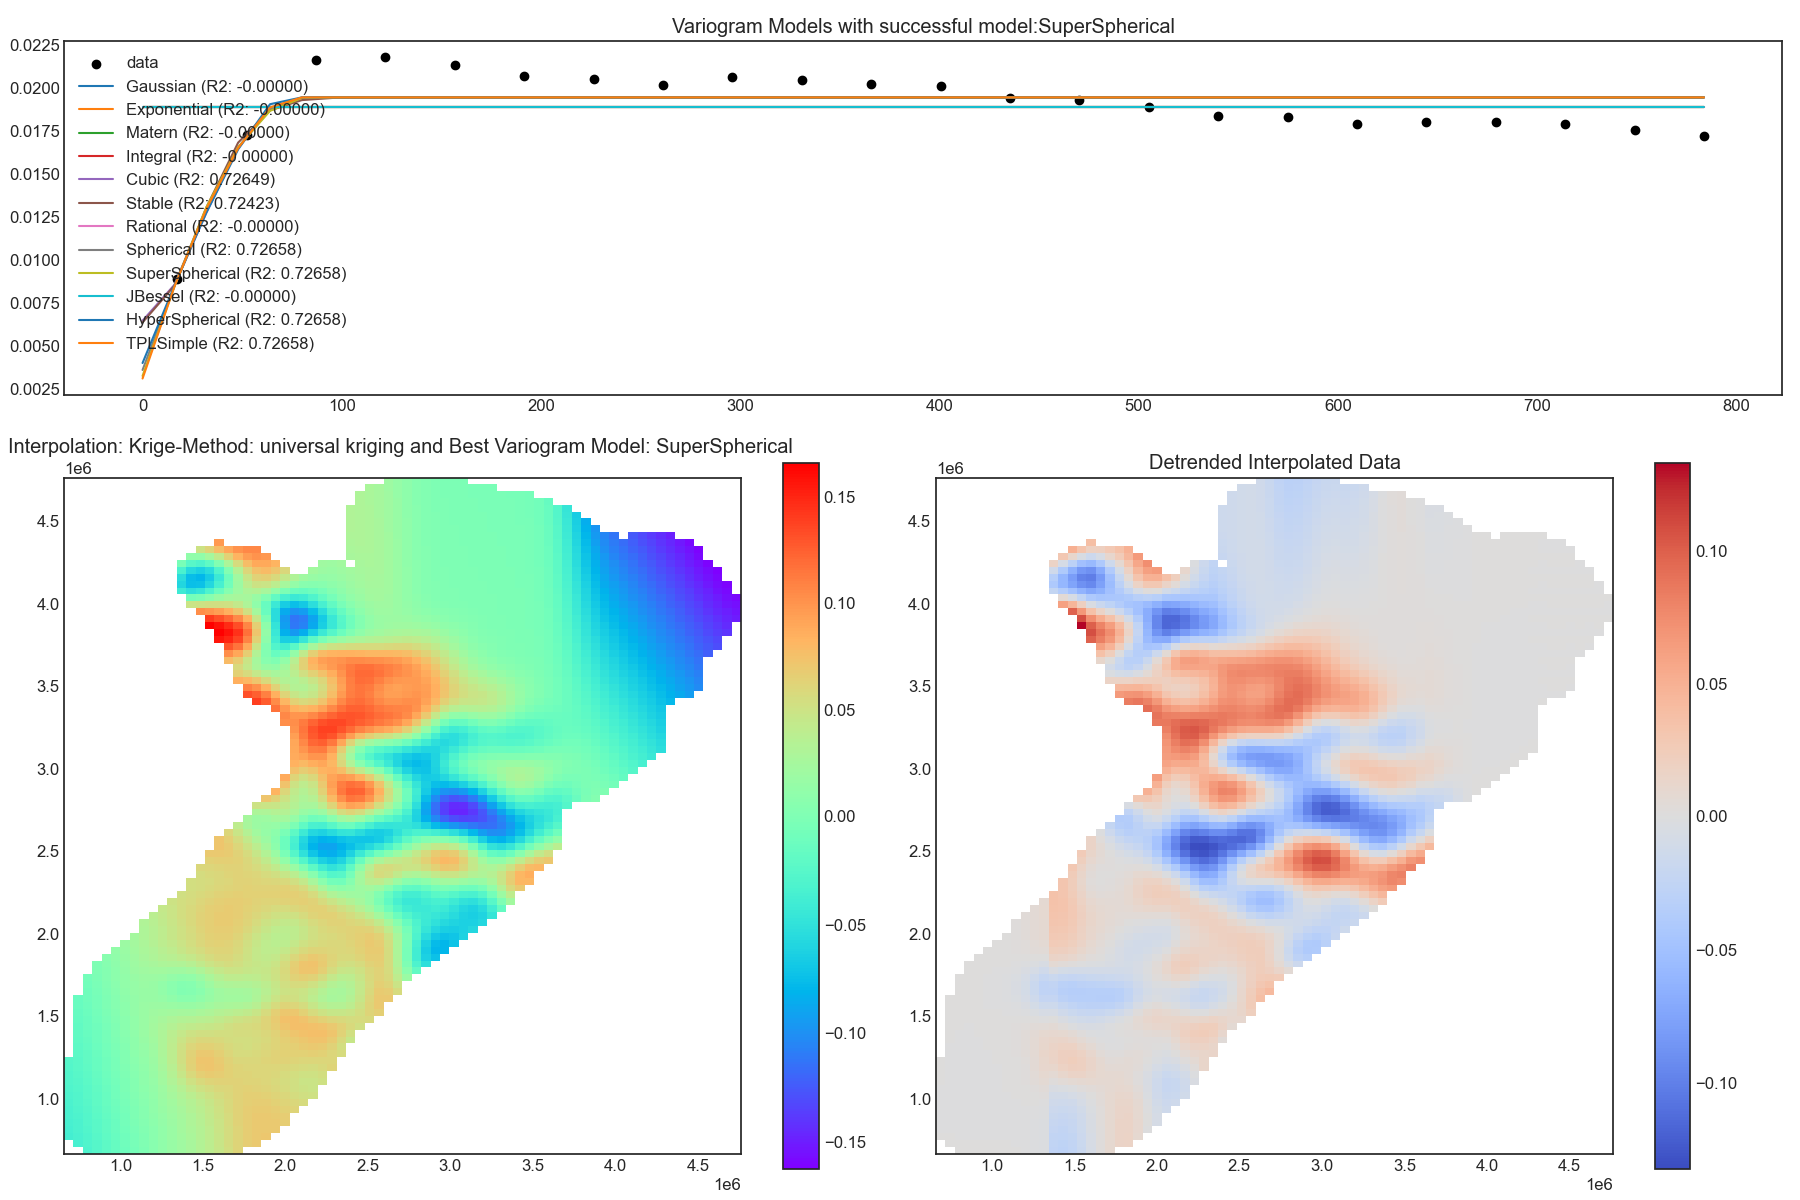 Variogram Models with successful model:SuperSpherical
0.0225
0.0200
0.0175
0.0150
0.0125
0.0100
0.0075
0.0050
0.0025
data
Gaussian (R2: -0.00000)
Exponential (R2: -0.00000)
Matern (R2: -0.00000)
Integral (R2: -0.00000)
Cubic (R2: 0.72649)
Stable (R2: 0.72423)
Rational (R2: -0.00000)
Spherical (R2: 0.72658)
SuperSpherical (R2: 0.72658)
JBessel (R2: -0.00000)
HyperSpherical (R2: 0.72658)
TPLSimple (R2: 0.72658)
0 100 200 300 400 500 600 700 800
Interpolation: Krige-Method: universal kriging and Best Variogram Model: SuperSpherical
1e6
4.5
4.0
3.5
3.0
2.5
2.0
1.5
1.0
1.0 1.5 2.0 2.5 3.0 3.5 4.0 4.5
1e6
0.15
0.10
0.05
0.00
−0.05
−0.10
−0.15
Detrended Interpolated Data
1e6
4.5
4.0
3.5
3.0
2.5
2.0
1.5
1.0
1.0 1.5 2.0 2.5 3.0 3.5 4.0 4.5
1e6
0.10
0.05
0.00
−0.05
−0.10